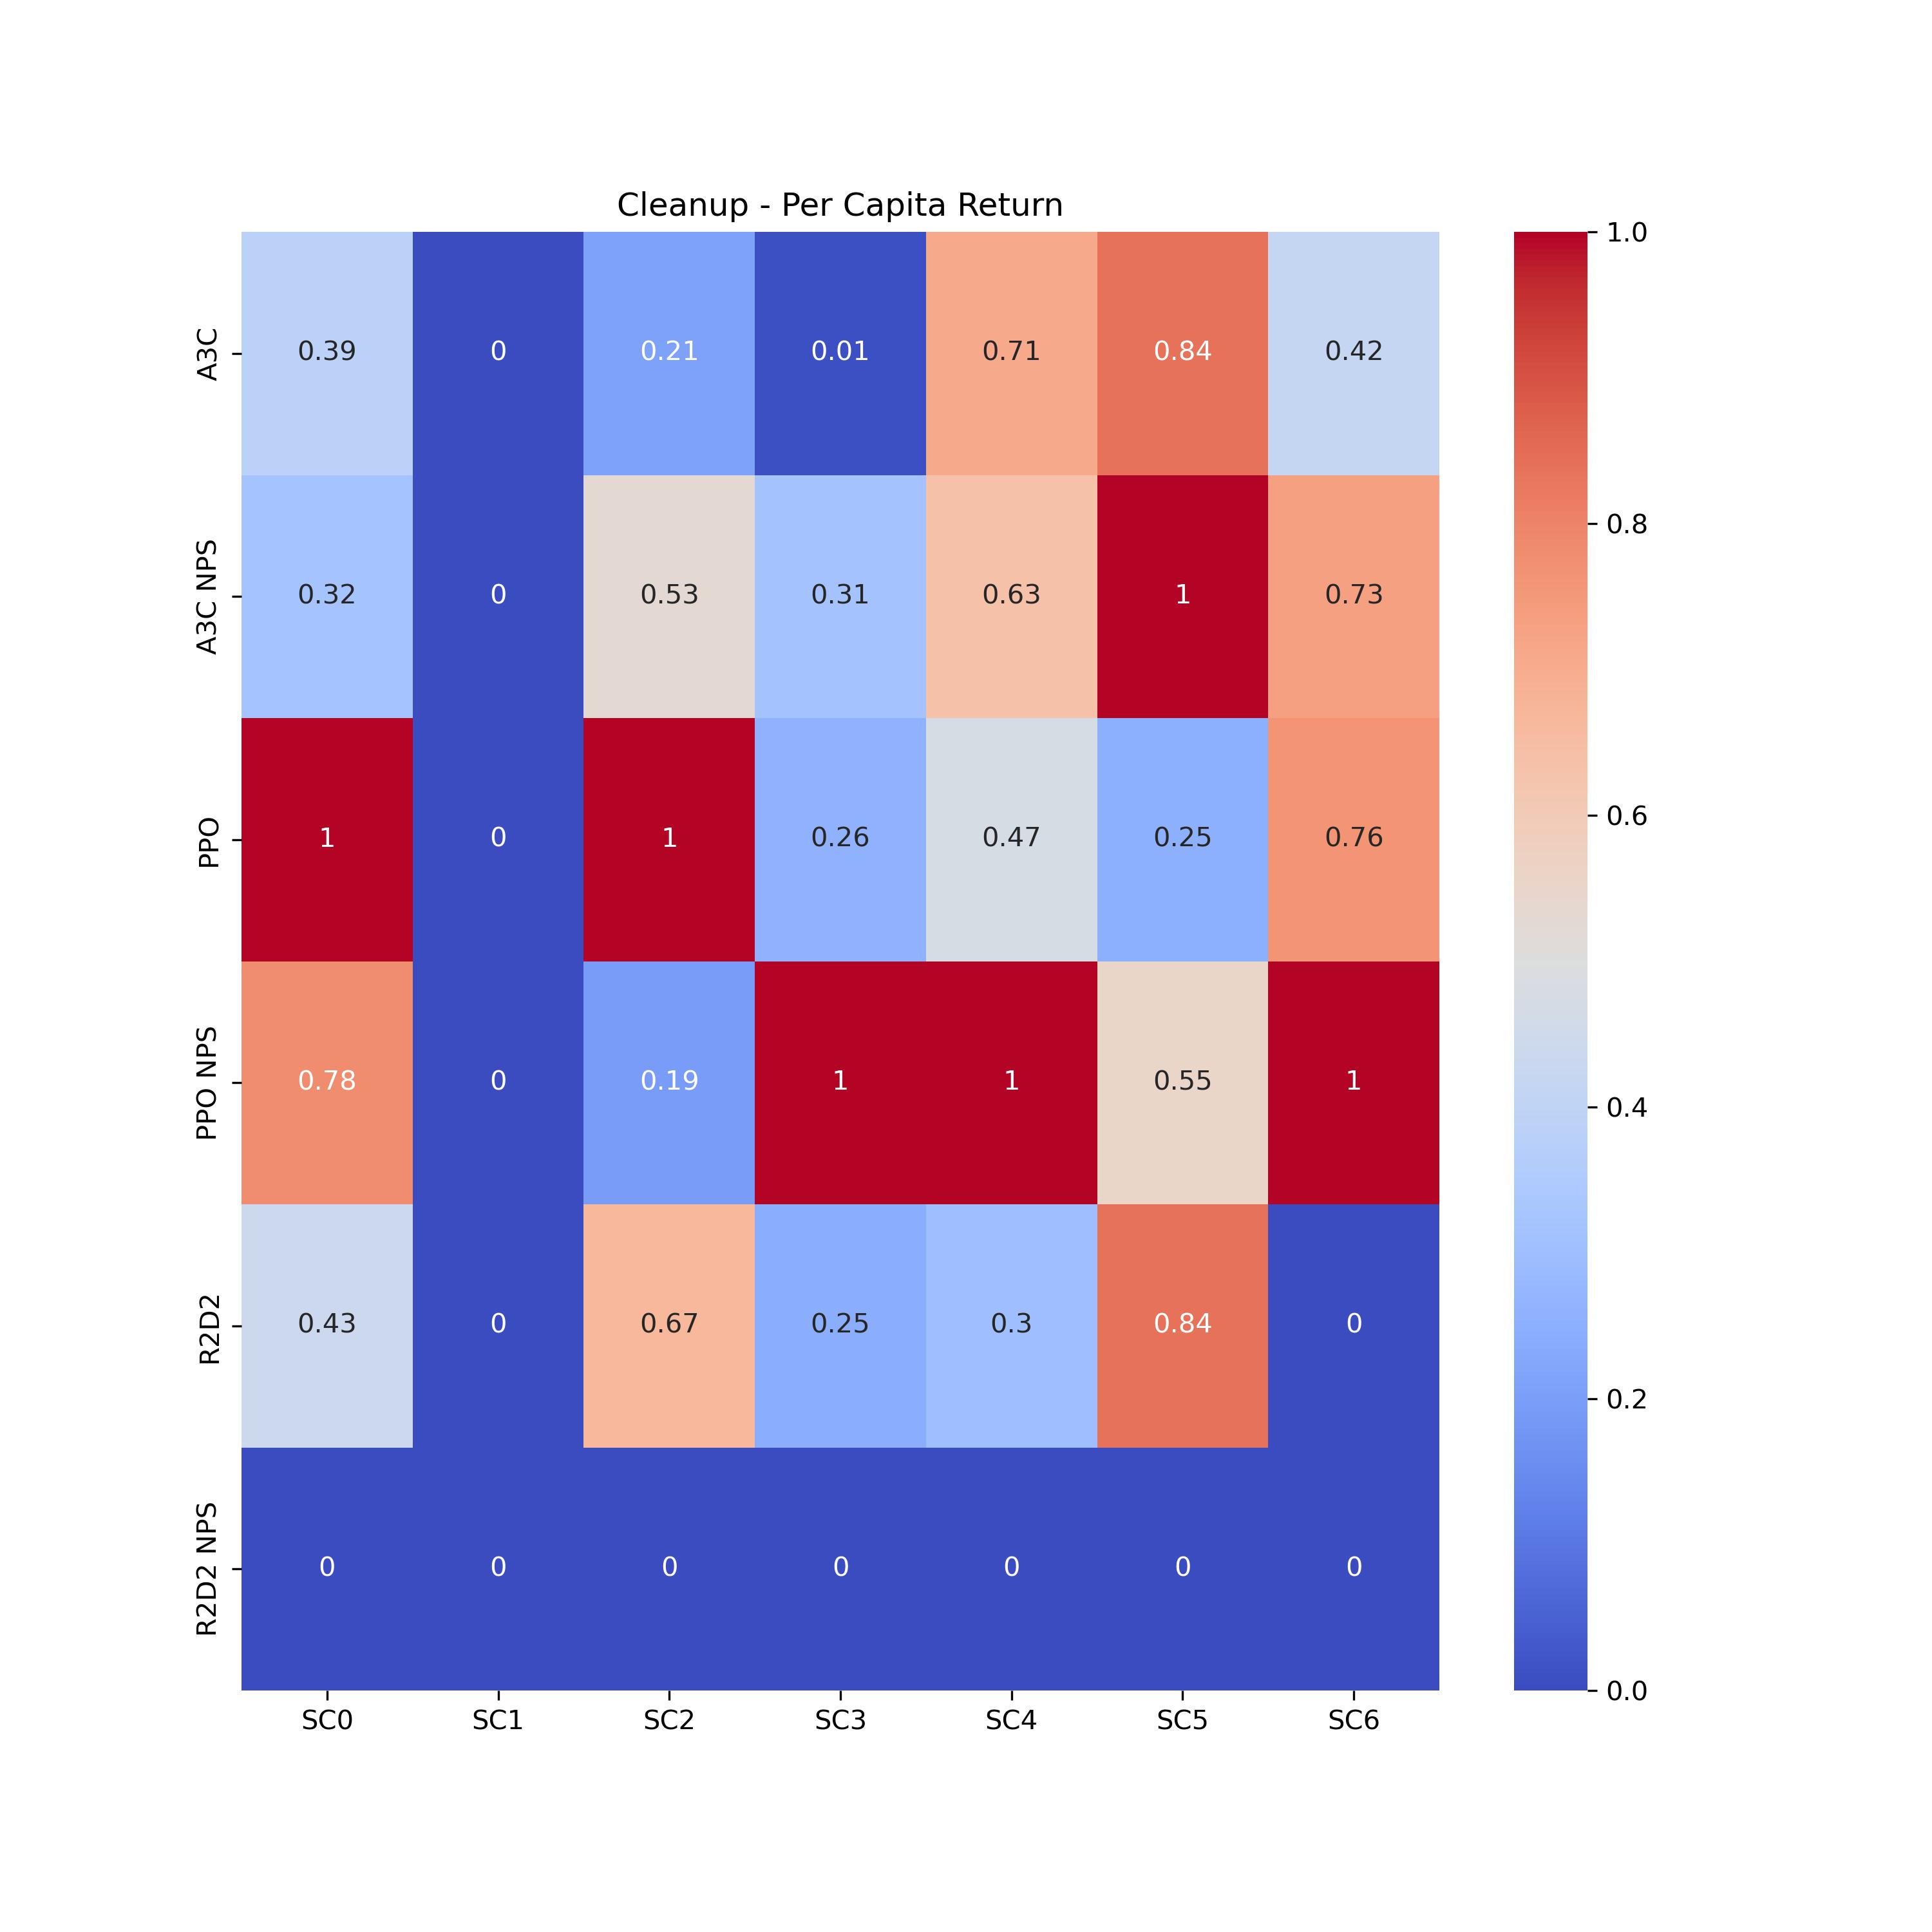 Cleanup - Per Capita Return
A3C 0.39 0 0.21 0.01 0.71 0.84 0.42
A3C NPS 0.32 0 0.53 0.31 0.63 1 0.73
PPO 1 0 1 0.26 0.47 0.25 0.76
PPO NPS 0.78 0 0.19 1 1 0.55 1
R2D2 0.43 0 0.67 0.25 0.3 0.84 0
R2D2 NPS 0 0 0 0 0 0 0
SC0 SC1 SC2 SC3 SC4 SC5 SC6
1.0
0.8
0.6
0.4
0.2
0.0